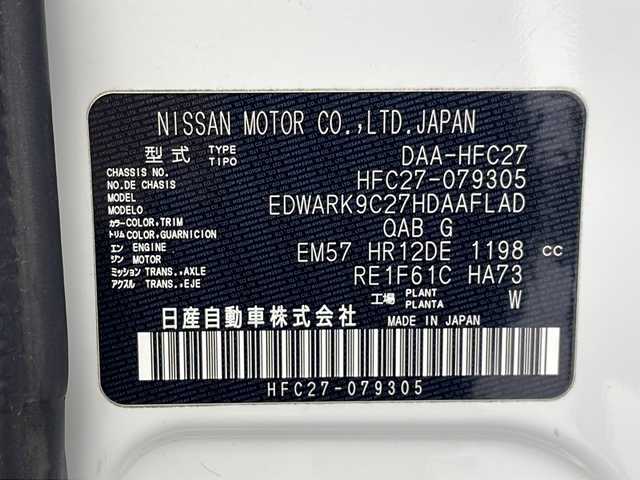 NISSAN MOTOR CO.,LTD.JAPAN
型式 TYPE TIPO DAA-HFC27
CHASSIS NO. NO.DE CHASSIS HFC27-079305
MODEL MODELO EDWARK9C27HDAAFLAD
カラー COLOR,TRIM トリム COLOR,GUARNICION QAB G
エンジン ENGINE MOTOR EM57 HR12DE 1198 CC
ミッション TRANS.,AXLE アクスル TRANS.,EJE RE1F61C HA73
工場 PLANT PLANTA W
日産自動車株式会社 MADE IN JAPAN
HFC27-079305